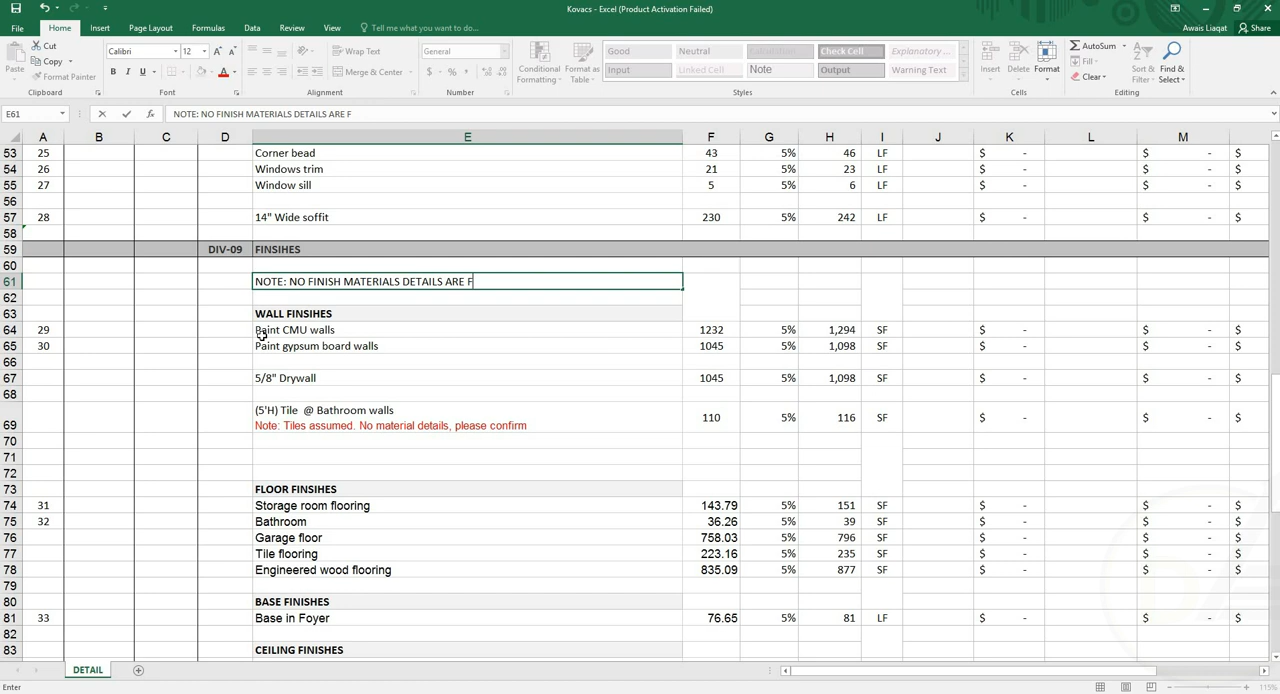 Kovacs - Excel (Product Activation Failed)
File Home Insert Page Layout Formulas Data Review View Tell me what you want to do... Awais Liaqat Share
Paste Cut Copy Format Painter Clipboard
Calibri 12 Font
Wrap Text Merge & Center Alignment
General Number
Conditional Formatting Format as Table
Good Neutral Calculation Check Cell Explanatory ...
Input Linked Cell Note Output Warning Text
Styles
Insert Delete Format Cells
AutoSum Fill Clear Sort & Filter Find & Select Editing
E61 NOTE: NO FINISH MATERIALS DETAILS ARE F
A B C D E F G H I J K L M
53 25 Corner bead 43 5% 46 LF $ - $ - $
54 26 Windows trim 21 5% 23 LF $ - $ - $
55 27 Window sill 5 5% 6 LF $ - $ - $
56
57 28 14" Wide soffit 230 5% 242 LF $ - $ - $
58
59 DIV-09 FINSIHES
60
61 NOTE: NO FINISH MATERIALS DETAILS ARE F
62
63 WALL FINSIHES
64 29 Paint CMU walls 1232 5% 1,294 SF $ - $ - $
65 30 Paint gypsum board walls 1045 5% 1,098 SF $ - $ - $
66
67 5/8" Drywall 1045 5% 1,098 SF $ - $ - $
68
69 (5'H) Tile @ Bathroom walls 110 5% 116 SF $ - $ - $
Note: Tiles assumed. No material details, please confirm
70
71
72
73 FLOOR FINSIHES
74 31 Storage room flooring 143.79 5% 151 SF $ - $ - $
75 32 Bathroom 36.26 5% 39 SF $ - $ - $
76 Garage floor 758.03 5% 796 SF $ - $ - $
77 Tile flooring 223.16 5% 235 SF $ - $ - $
78 Engineered wood flooring 835.09 5% 877 SF $ - $ - $
79
80 BASE FINISHES
81 33 Base in Foyer 76.65 5% 81 LF $ - $ - $
82
83 CEILING FINISHES
DETAIL
Enter 115%